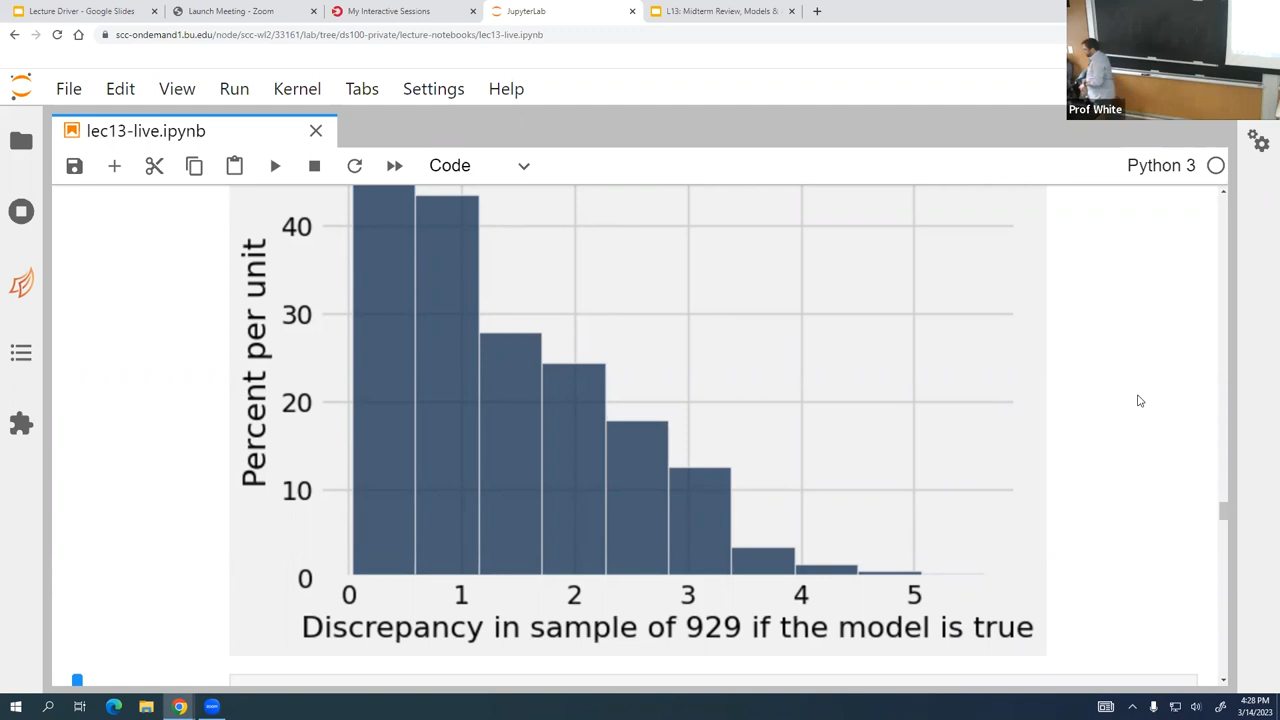 Lecture Driver - Google Slides
Launch Meeting - Zoom
My Interactive Sessions
JupyterLab
L13: Midterm Review, Models &
scc-ondemand1.bu.edu/node/scc-wl2/33161/lab/tree/ds100-private/lecture-notebooks/lec13-live.ipynb
File Edit View Run Kernel Tabs Settings Help
Prof White
lec13-live.ipynb
Code
Python 3
40
30
20
10
0
Percent per unit
0 1 2 3 4 5
Discrepancy in sample of 929 if the model is true
4:28 PM
3/14/2023